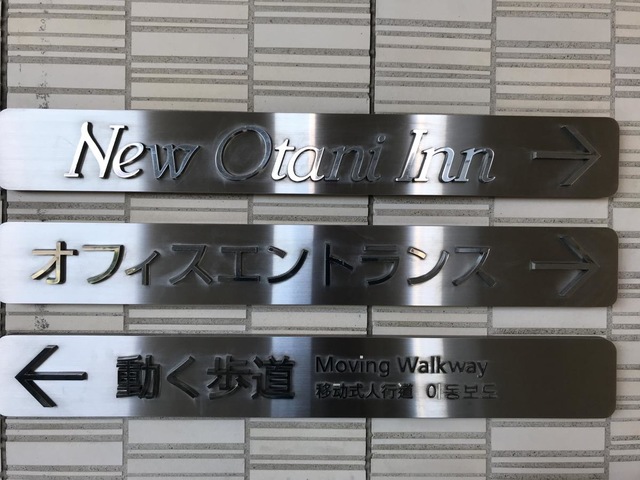 New Otani Inn →
オフィスエントランス →
← 動く歩道 Moving Walkway
移动式人行道 이동보도